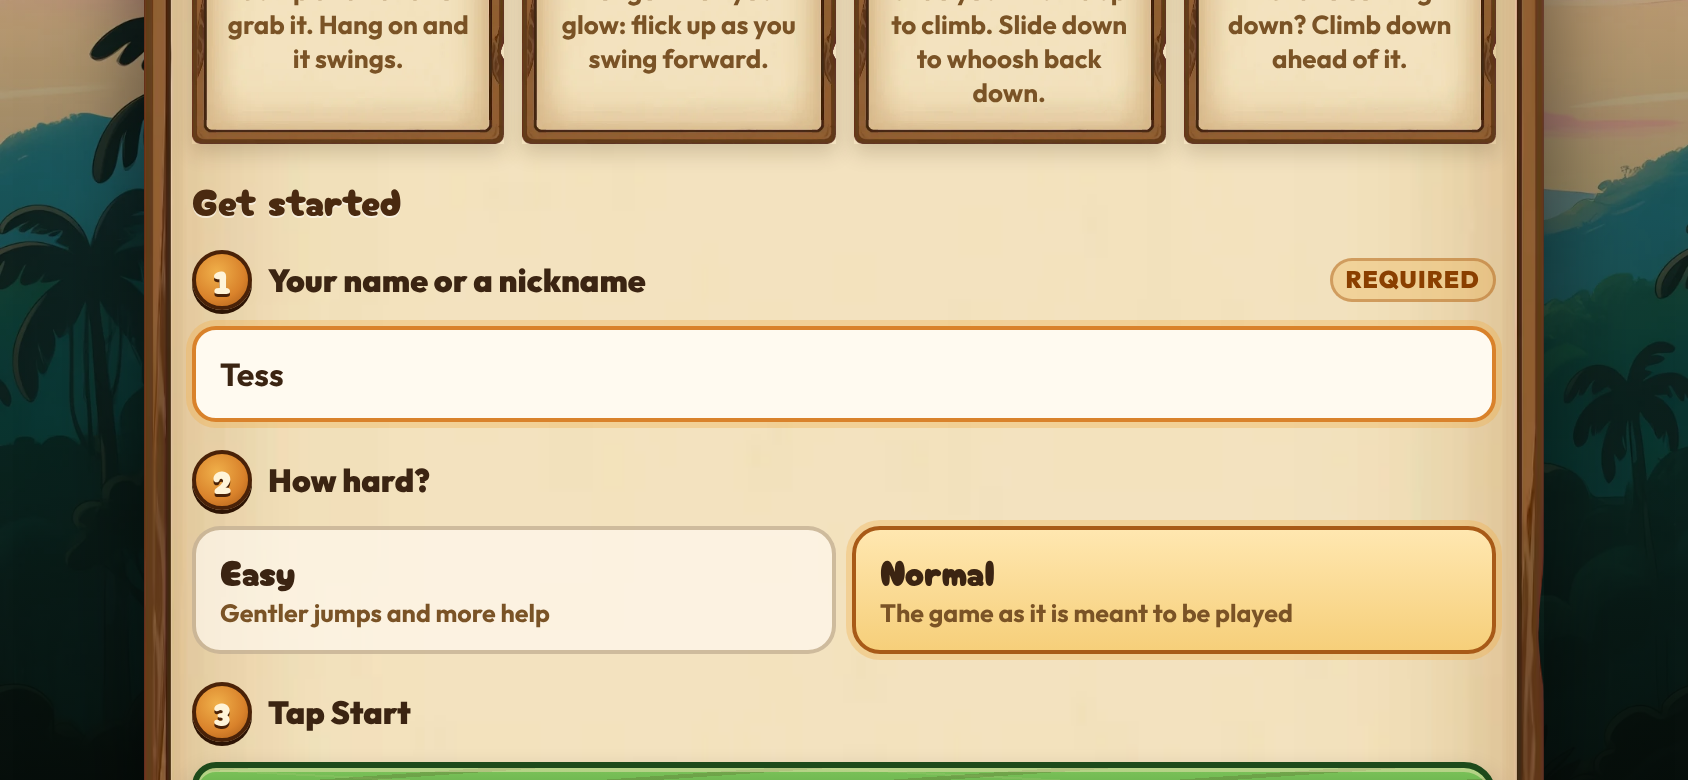 grab it. Hang on and
it swings.
glow: flick up as you
swing forward.
to climb. Slide down
to whoosh back
down.
down? Climb down
ahead of it.
Get started
1 Your name or a nickname REQUIRED
Tess
2 How hard?
Easy
Gentler jumps and more help
Normal
The game as it is meant to be played
3 Tap Start